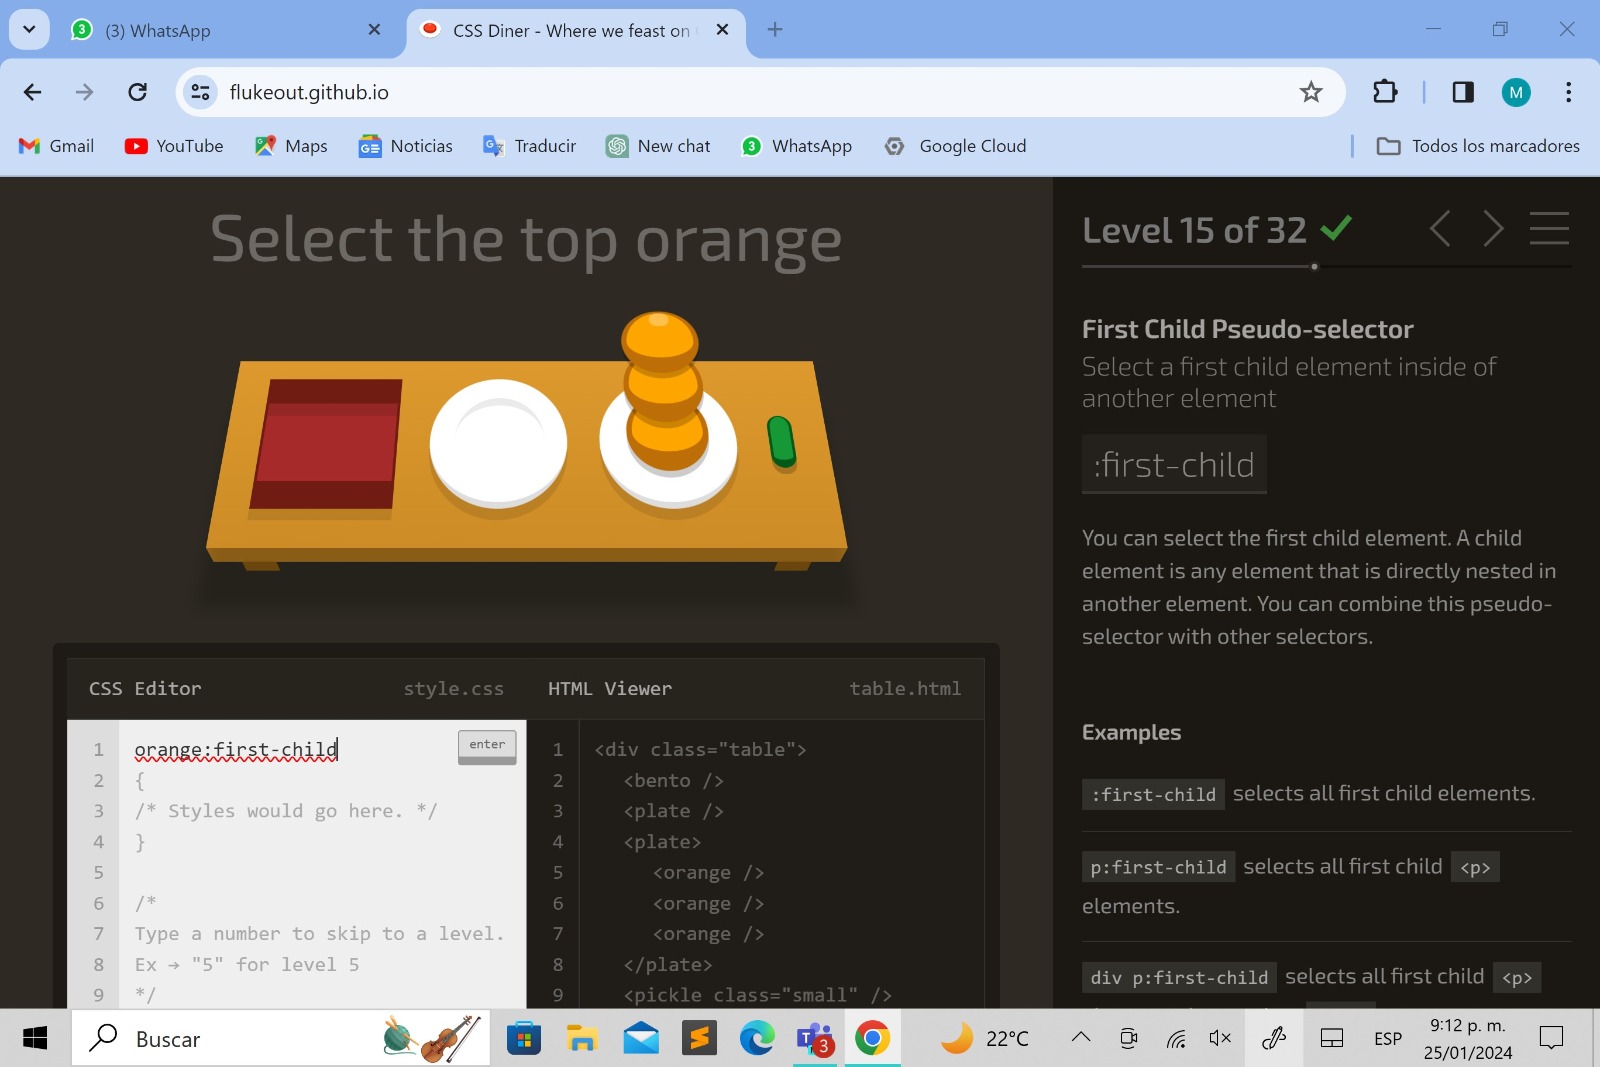 (3) WhatsApp
CSS Diner - Where we feast on
flukeout.github.io
M
Gmail
YouTube
Maps
Noticias
Traducir
New chat
3
WhatsApp
Google Cloud
Todos los marcadores
Select the top orange
CSS Editor
style.css
HTML Viewer
table.html
1 orange:first-child
enter
2 {
3 /* Styles would go here. */
4 }
5
6 /*
7 Type a number to skip to a level.
8 Ex → "5" for level 5
9 */
1 <div class="table">
2 <bento />
3 <plate />
4 <plate>
5 <orange />
6 <orange />
7 <orange />
8 </plate>
9 <pickle class="small" />
Level 15 of 32
First Child Pseudo-selector
Select a first child element inside of
another element
:first-child
You can select the first child element. A child
element is any element that is directly nested in
another element. You can combine this pseudo-
selector with other selectors.
Examples
:first-child selects all first child elements.
p:first-child selects all first child <p>
elements.
div p:first-child selects all first child <p>
Buscar
3
22°C
ESP
9:12 p. m.
25/01/2024